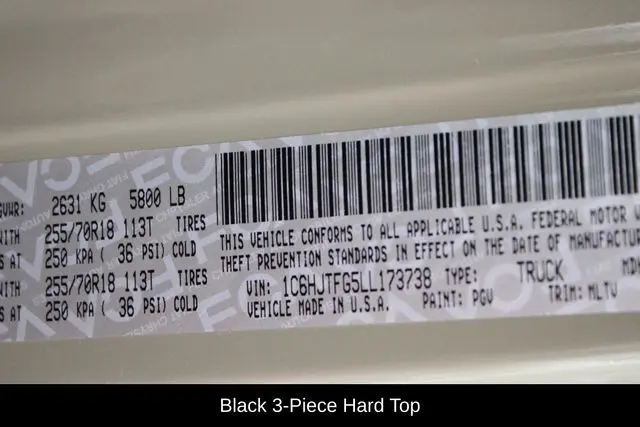 GVWR: 2631 KG 5800 LB
WITH 255/70R18 113T TIRES
S AT 250 KPA ( 36 PSI) COLD
WITH 255/70R18 113T TIRES
S AT 250 KPA ( 36 PSI) COLD
THIS VEHICLE CONFORMS TO ALL APPLICABLE U.S.A. FEDERAL MOTOR
THEFT PREVENTION STANDARDS IN EFFECT ON THE DATE OF MANUFACTUR
VIN: 1C6HJTFG5LL173738 TYPE: TRUCK
VEHICLE MADE IN U.S.A. PAINT: PGV TRIM: MLTV
Black 3-Piece Hard Top